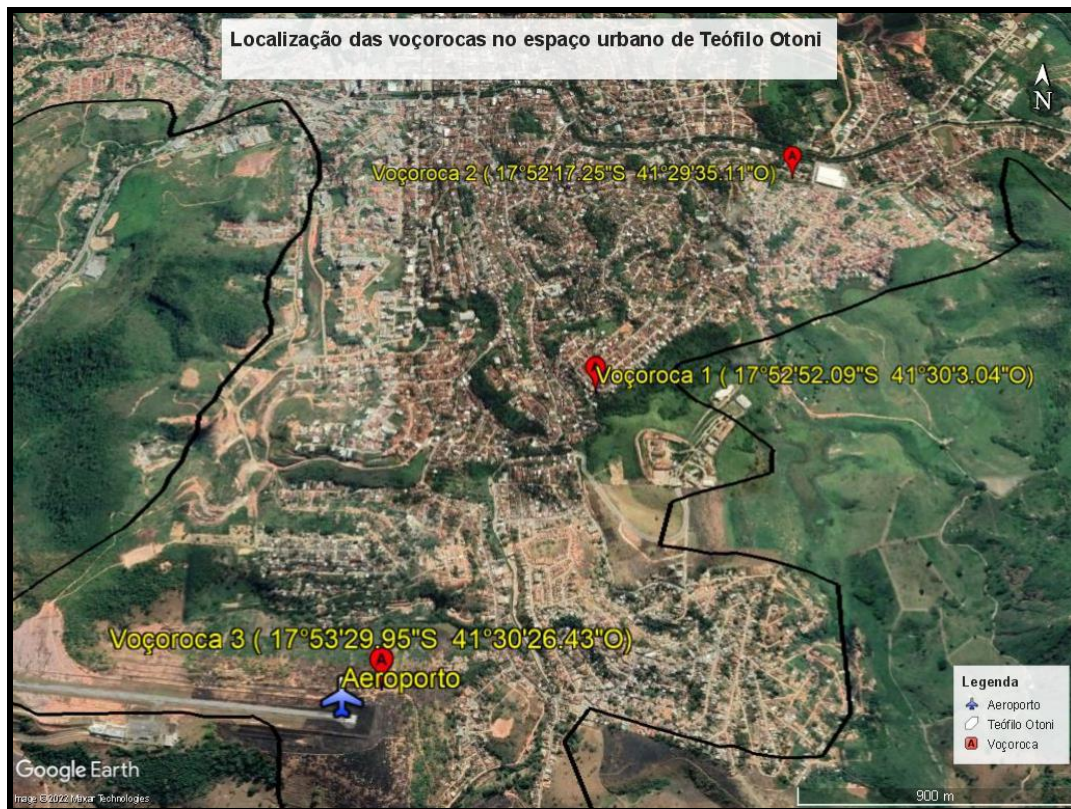 Localização das voçorocas no espaço urbano de Teófilo Otoni
N
Voçoroca 2 ( 17°52'17.25"S 41°29'35.11"O)
A
Voçoroca 1 ( 17°52'52.09"S 41°30'3.04"O)
Voçoroca 3 ( 17°53'29.95"S 41°30'26.43"O)
A
Aeroporto
Legenda
Aeroporto
Teófilo Otoni
A Voçoroca
Google Earth
Image ©2022 Maxar Technologies
900 m